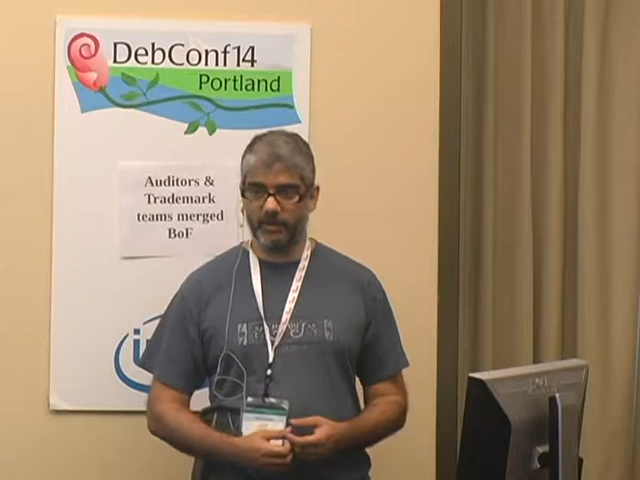 DebConf14
Portland
Auditors &
Trademark
teams merged
BoF